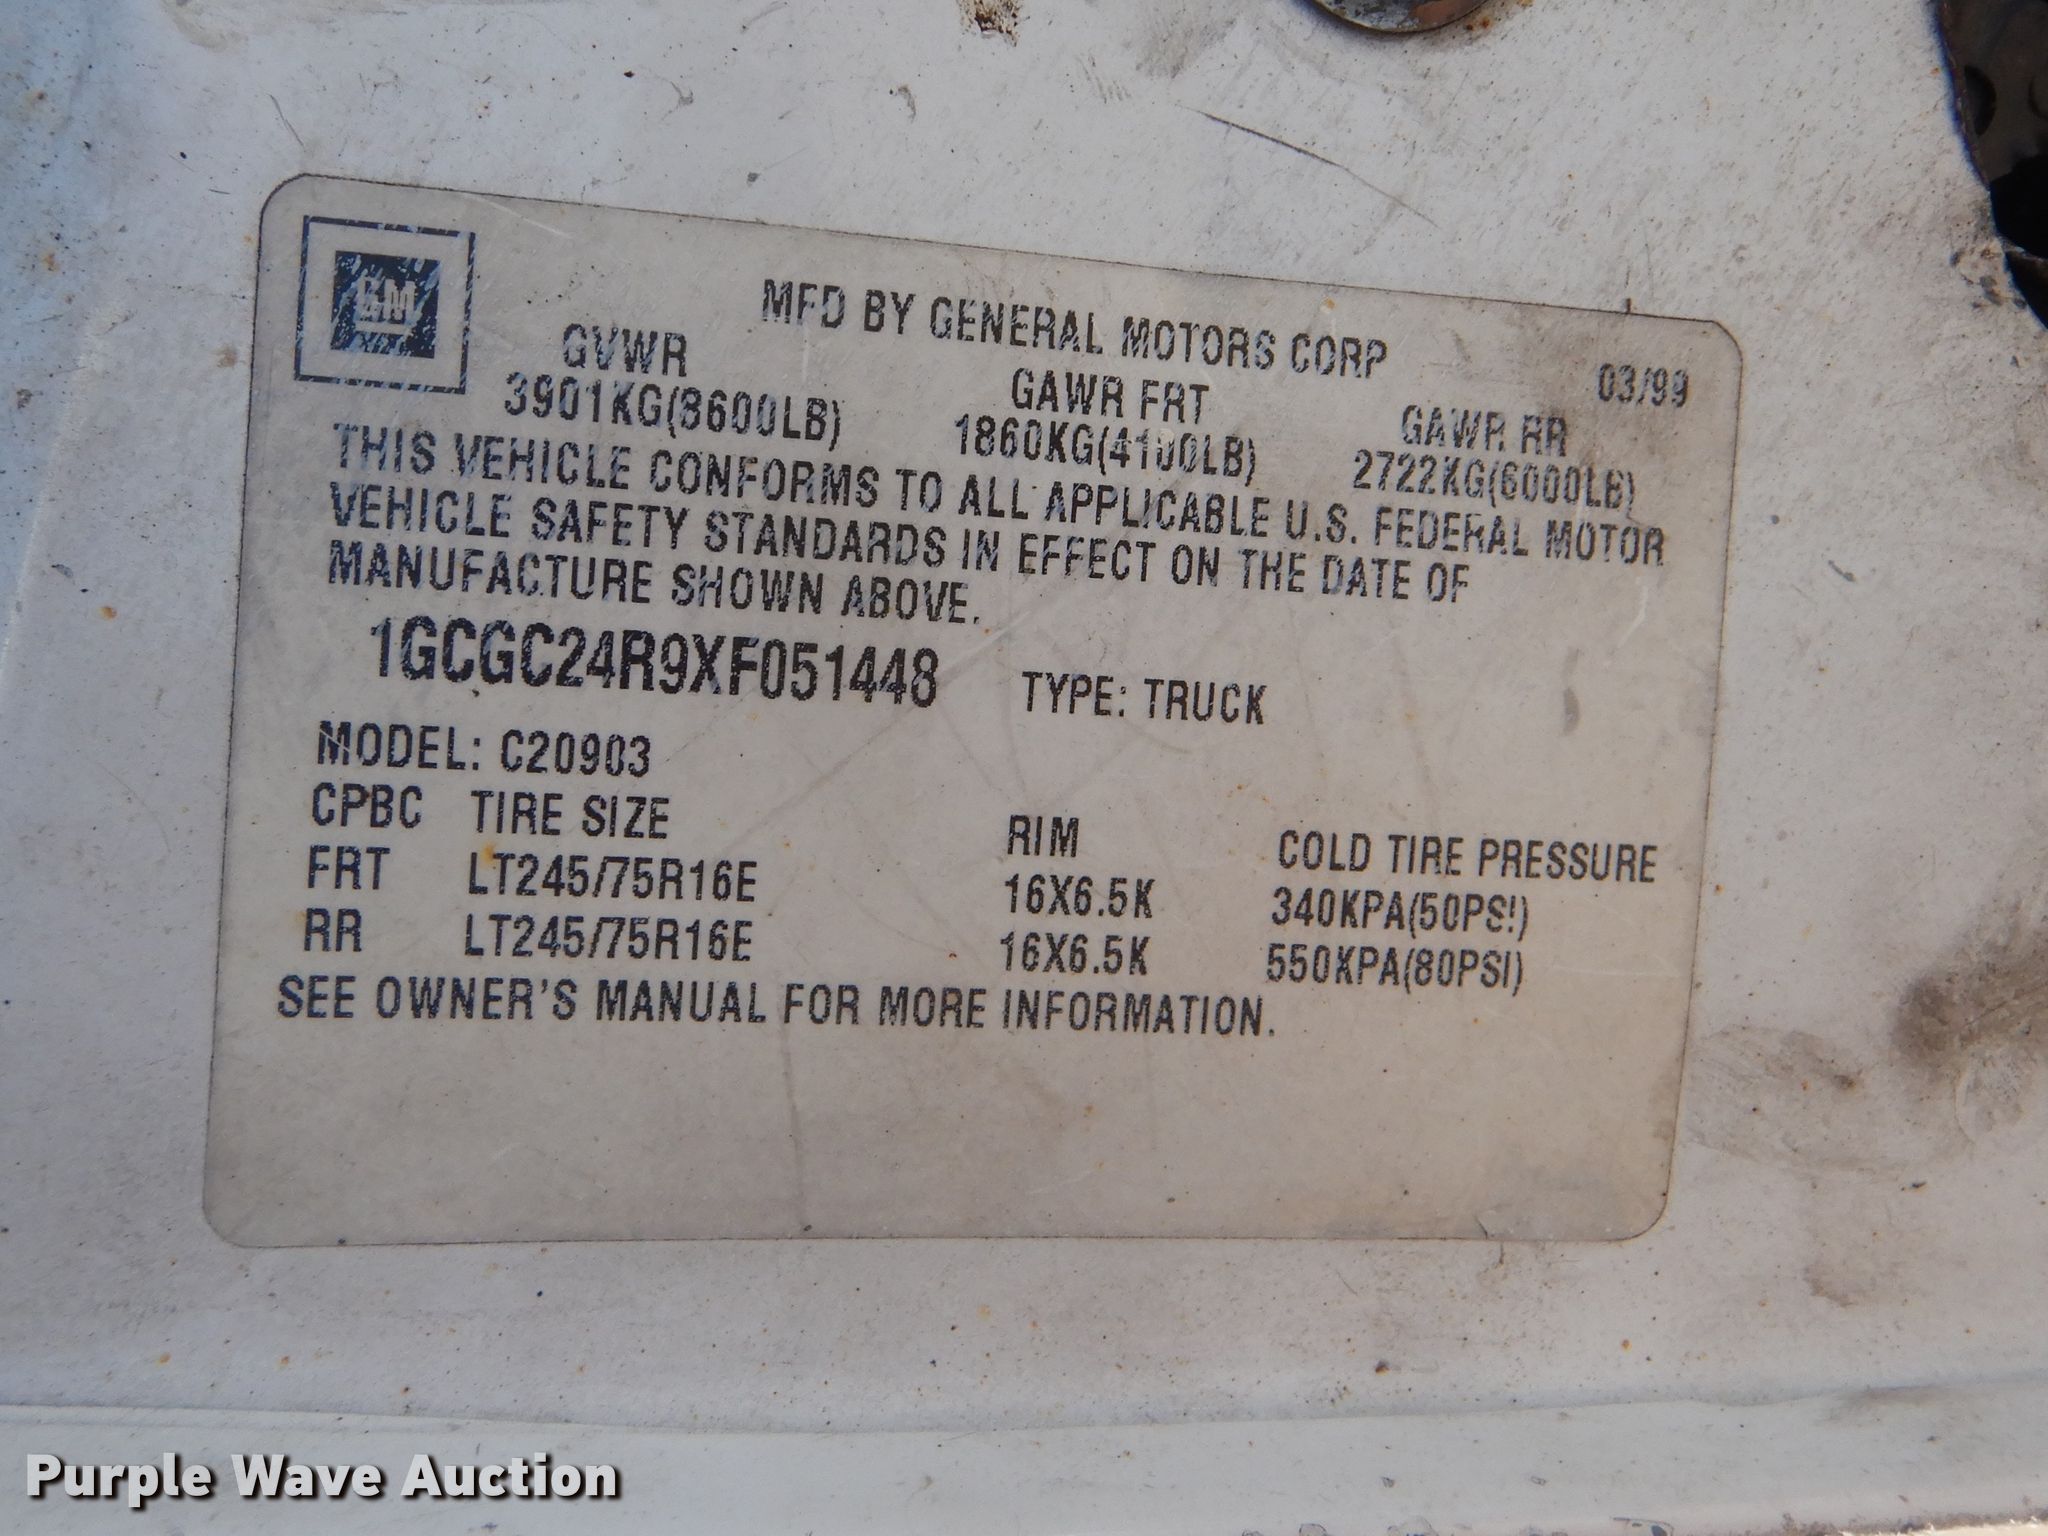 GM
MFD BY GENERAL MOTORS CORP
03/99
GVWR GAWR FRT GAWR RR
3901KG(8600LB) 1860KG(4100LB) 2722KG(6000LB)
THIS VEHICLE CONFORMS TO ALL APPLICABLE U.S. FEDERAL MOTOR
VEHICLE SAFETY STANDARDS IN EFFECT ON THE DATE OF
MANUFACTURE SHOWN ABOVE.
1GCGC24R9XF051448 TYPE: TRUCK
MODEL: C20903
CPBC TIRE SIZE RIM COLD TIRE PRESSURE
FRT LT245/75R16E 16X6.5K 340KPA(50PSI)
RR LT245/75R16E 16X6.5K 550KPA(80PSI)
SEE OWNER'S MANUAL FOR MORE INFORMATION.
Purple Wave Auction